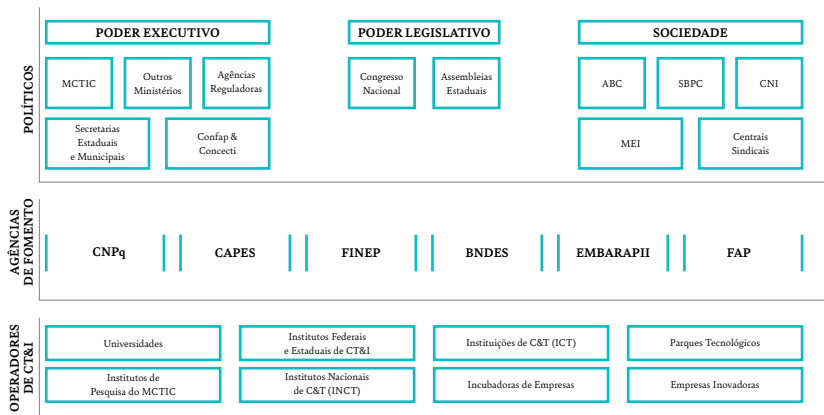 POLÍTICOS
PODER EXECUTIVO
MCTIC
Outros
Ministérios
Agências
Reguladoras
Secretarias
Estaduais
e Municipais
Confap &
Concecti
PODER LEGISLATIVO
Congresso
Nacional
Assembleias
Estaduais
SOCIEDADE
ABC
SBPC
CNI
MEI
Centrais
Sindicais
AGÊNCIAS
DE FOMENTO
CNPq
CAPES
FINEP
BNDES
EMBARAPII
FAP
OPERADORES
DE CT&I
Universidades
Institutos Federais
e Estaduais de CT&I
Instituições de C&T (ICT)
Parques Tecnológicos
Institutos de
Pesquisa do MCTIC
Institutos Nacionais
de C&T (INCT)
Incubadoras de Empresas
Empresas Inovadoras